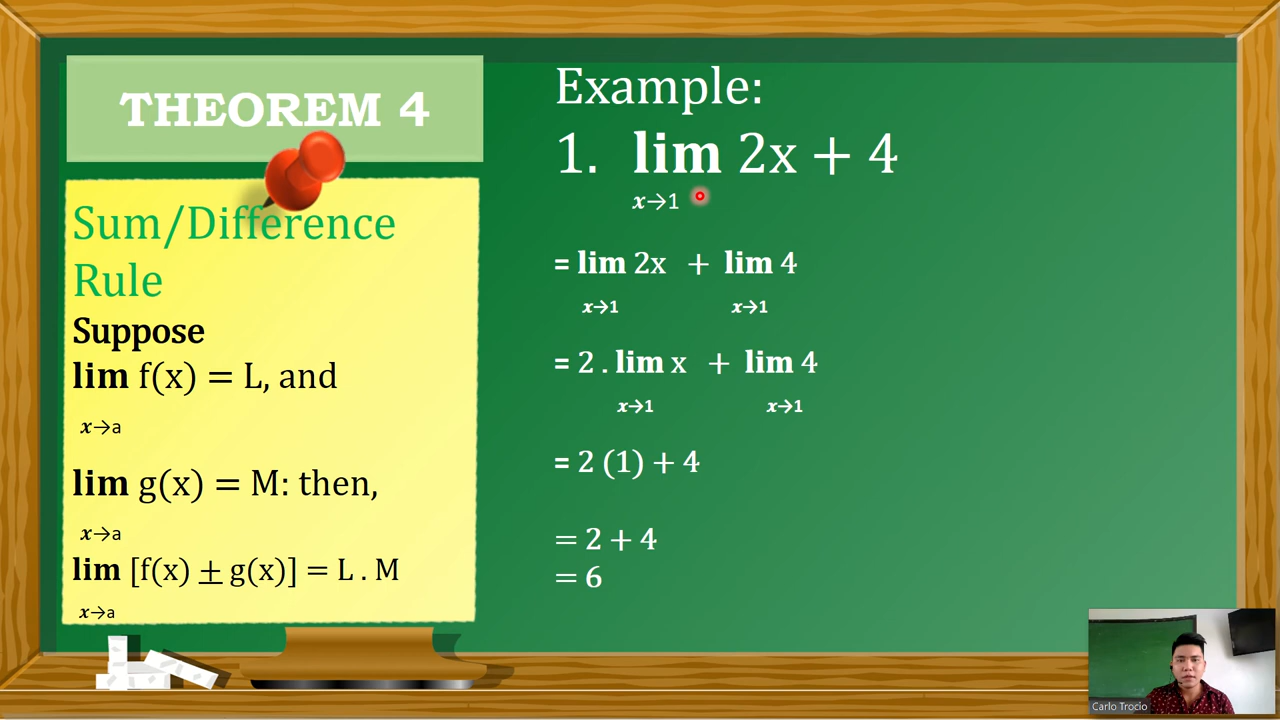 THEOREM 4
Sum/Difference
Rule
Suppose
lim f(x) = L, and
x→a
lim g(x) = M: then,
x→a
lim [f(x) ± g(x)] = L . M
x→a
Example:
1. lim 2x + 4
x→1
= lim 2x + lim 4
x→1 x→1
= 2 . lim x + lim 4
x→1 x→1
= 2 (1) + 4
= 2 + 4
= 6
Carlo Trocio